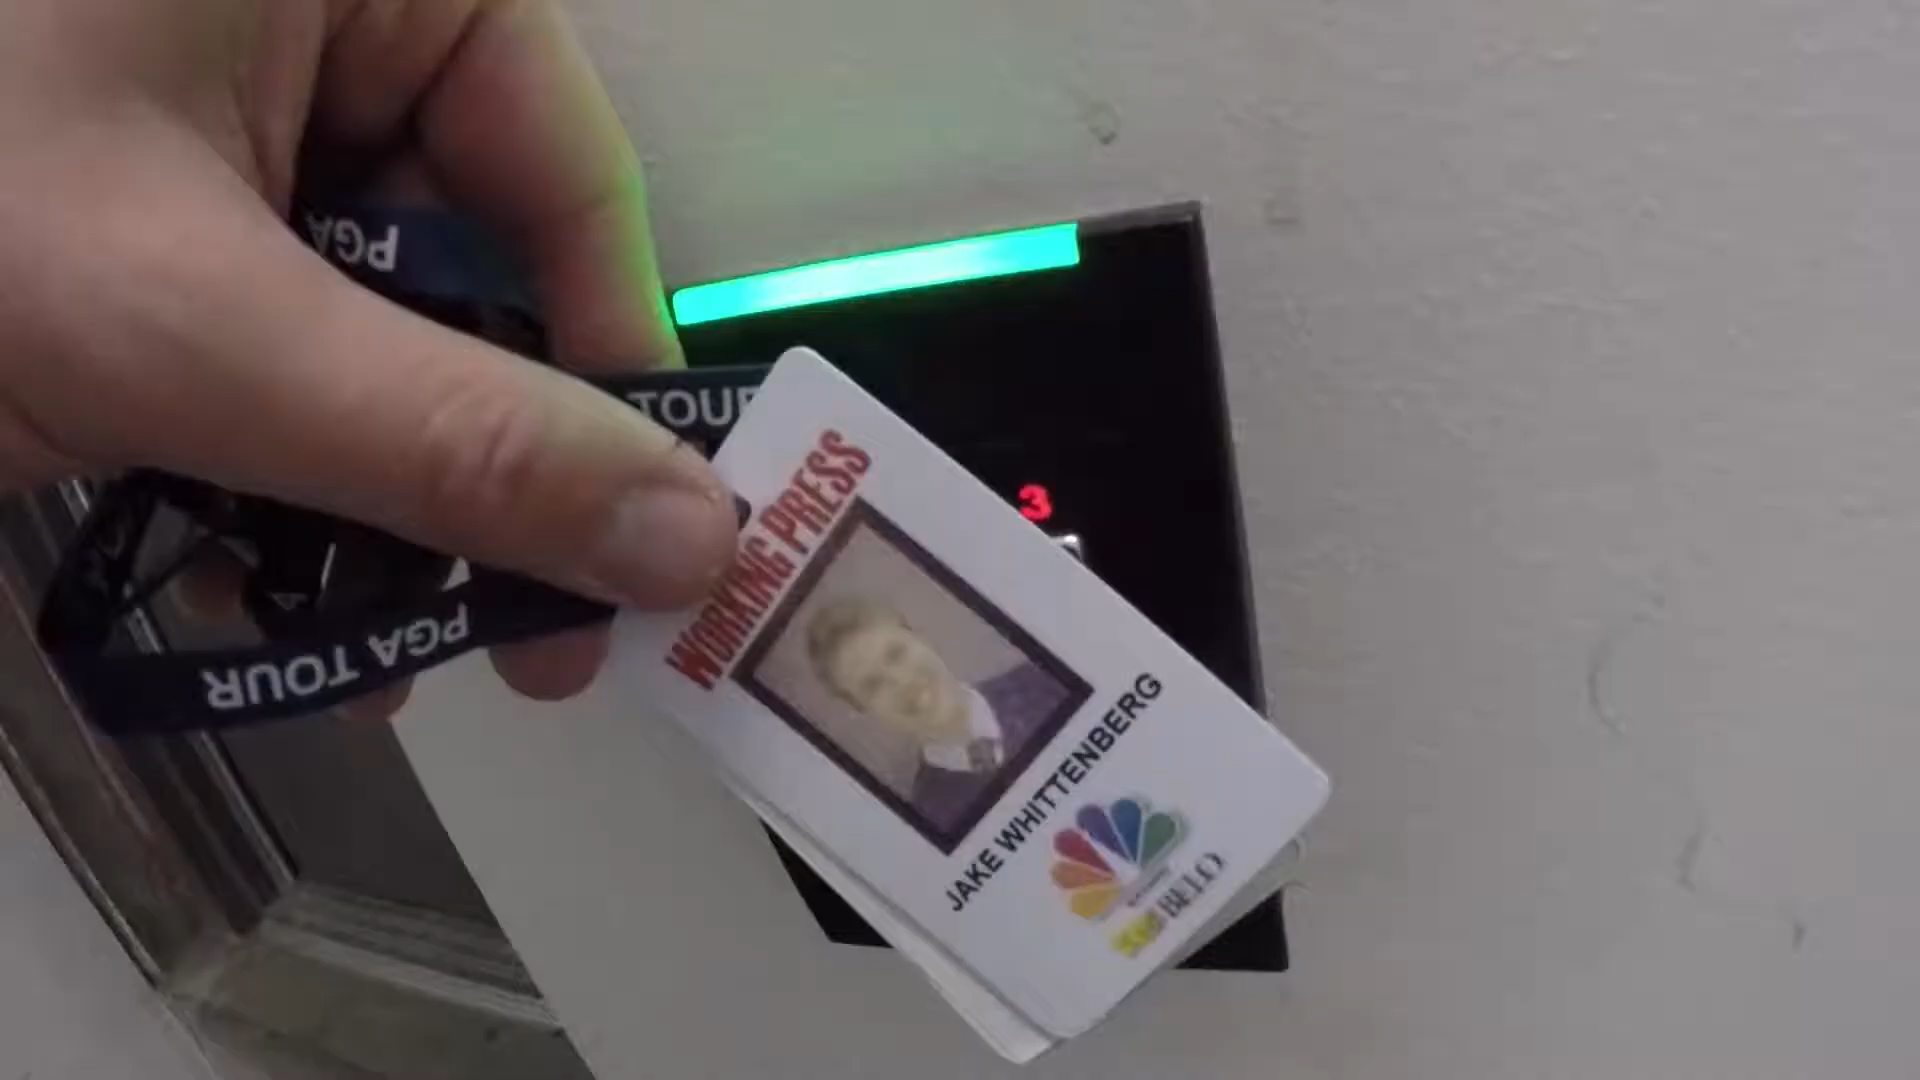 PGA
TOUR
3
WORKING PRESS
PGA TOUR
JAKE WHITTENBERG
BELO